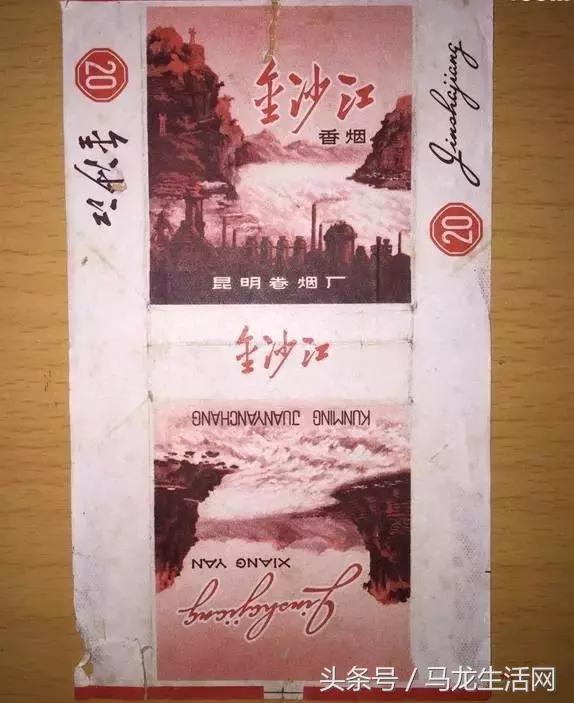 20
金沙江
金沙江
香烟
昆明卷烟厂
Jinshajiang
20
金沙江
KUNMING JUANYANCHANG
XIANG YAN
Jinshajiang
头条号／马龙生活网